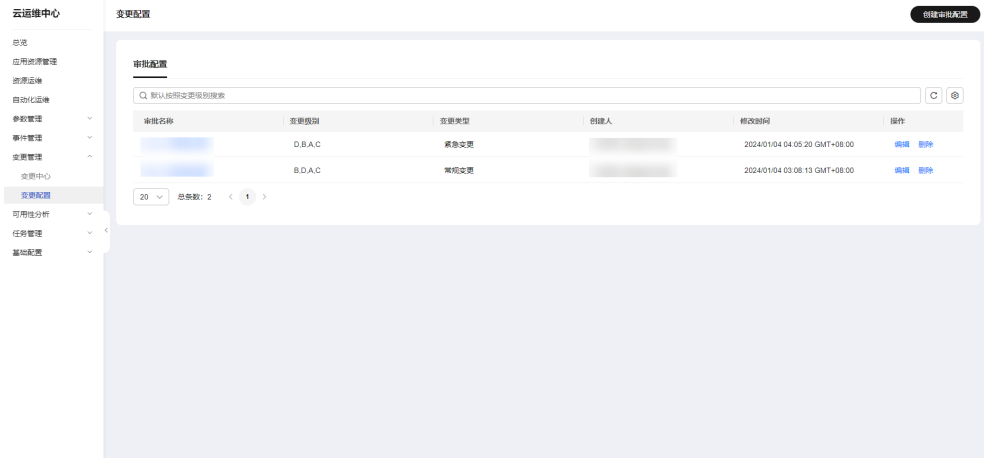 云运维中心
变更配置
创建审批配置
总览
应用资源管理
资源运维
自动化运维
参数管理
事件管理
变更管理
变更中心
变更配置
可用性分析
任务管理
基础配置
审批配置
默认按照变更级别搜索
审批名称 变更级别 变更类型 创建人 修改时间 操作
D,B,A,C 紧急变更 2024/01/04 04:05:20 GMT+08:00 编辑 删除
B,D,A,C 常规变更 2024/01/04 03:08:13 GMT+08:00 编辑 删除
20 总条数：2 1